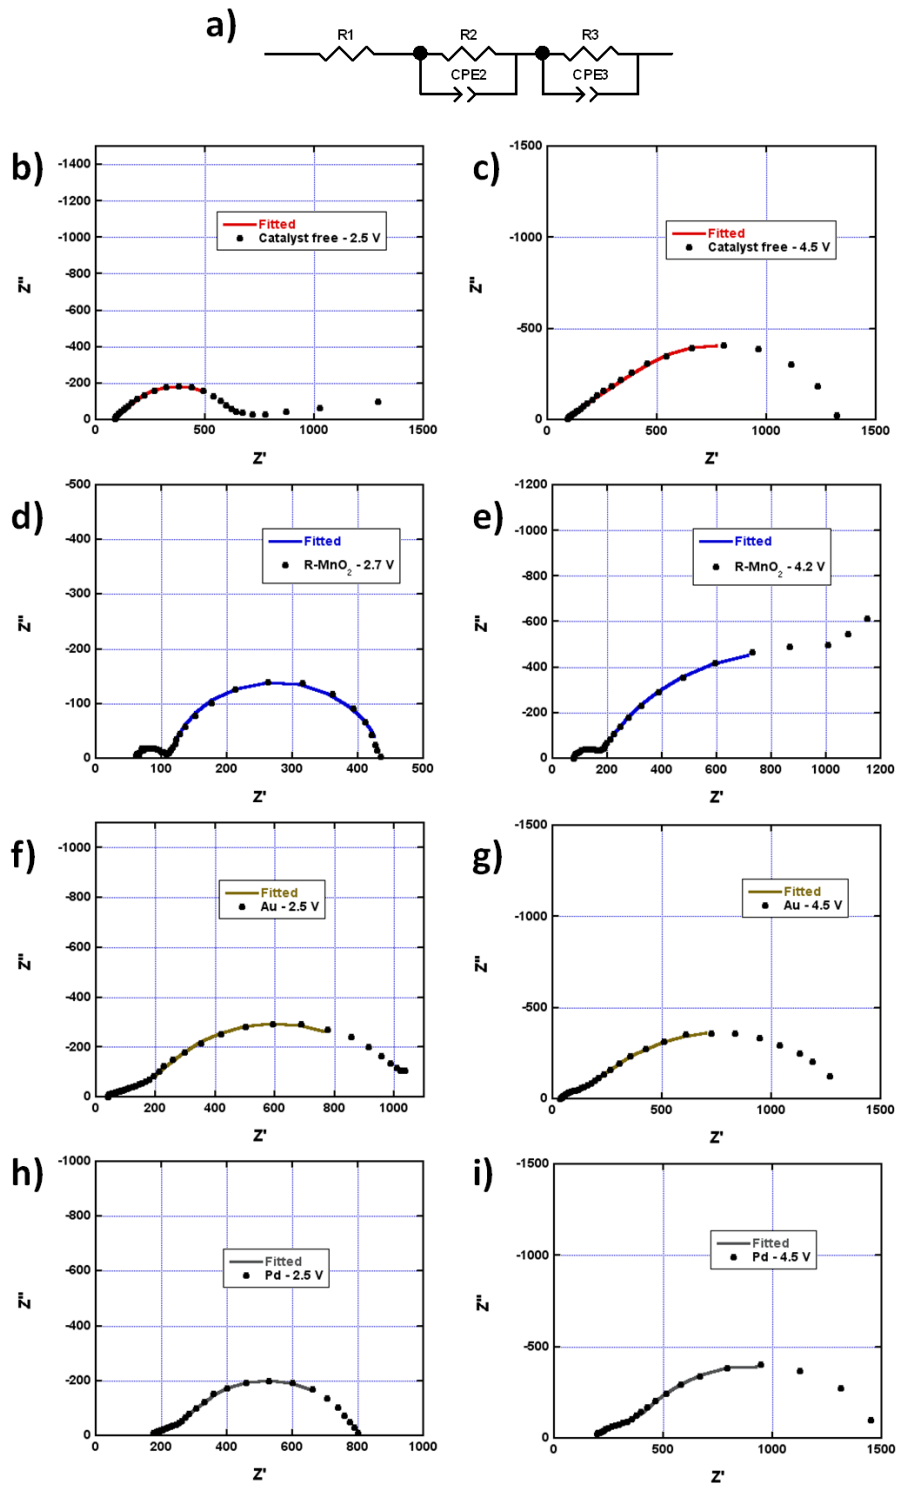 a)
R1 R2 R3
CPE2 CPE3
b)
-1400
-1200
-1000
-800
-600
-400
-200
0
Z''
Fitted
Catalyst free - 2.5 V
0 500 1000 1500
Z'
c)
-1500
-1000
-500
0
Z''
Fitted
Catalyst free - 4.5 V
0 500 1000 1500
Z'
d)
-500
-400
-300
-200
-100
0
Z''
Fitted
R-MnO2 - 2.7 V
0 100 200 300 400 500
Z'
e)
-1200
-1000
-800
-600
-400
-200
0
Z''
Fitted
R-MnO2 - 4.2 V
0 200 400 600 800 1000 1200
Z'
f)
-1000
-800
-600
-400
-200
0
Z''
Fitted
Au - 2.5 V
0 200 400 600 800 1000
Z'
g)
-1500
-1000
-500
0
Z''
Fitted
Au - 4.5 V
0 500 1000 1500
Z'
h)
-1000
-800
-600
-400
-200
0
Z''
Fitted
Pd - 2.5 V
0 200 400 600 800 1000
Z'
i)
-1500
-1000
-500
0
Z''
Fitted
Pd - 4.5 V
0 500 1000 1500
Z'